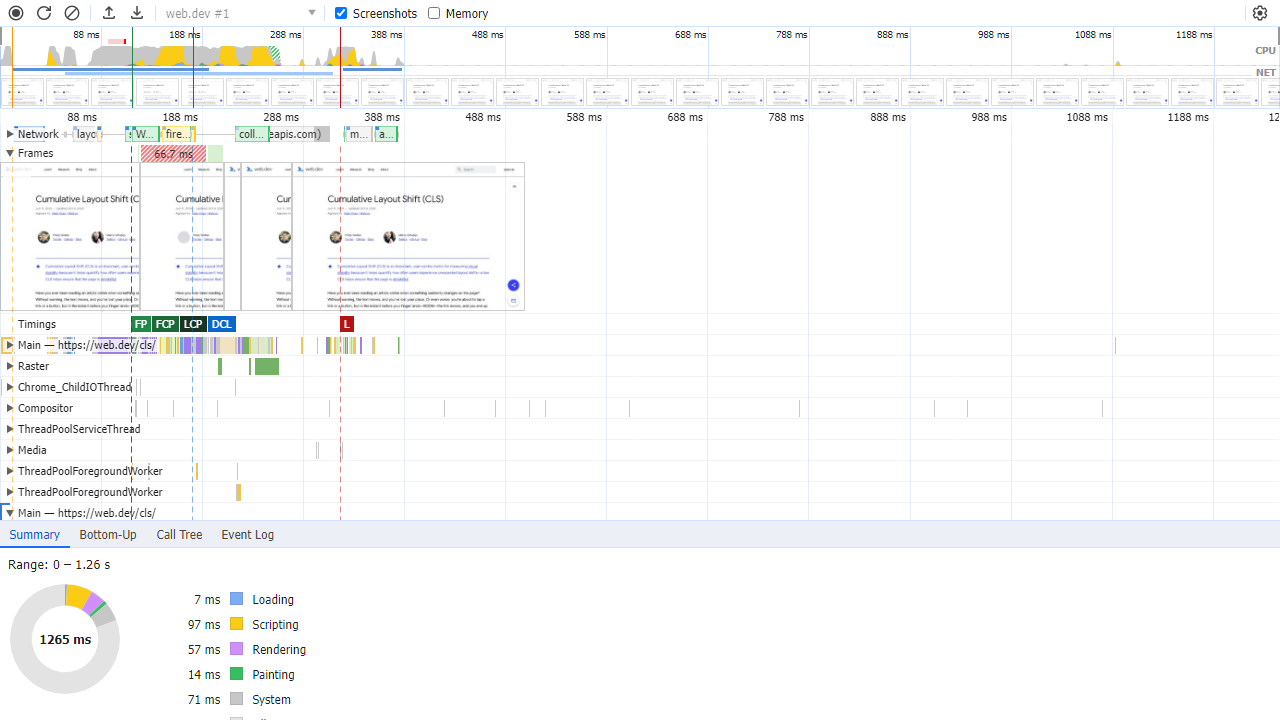 web.dev #1 Screenshots Memory
88 ms 188 ms 288 ms 388 ms 488 ms 588 ms 688 ms 788 ms 888 ms 988 ms 1088 ms 1188 ms
CPU
NET
88 ms 188 ms 288 ms 388 ms 488 ms 588 ms 688 ms 788 ms 888 ms 988 ms 1088 ms 1188 ms
Network W... fire... coll... eapis.com) m... a...
Frames 66.7 ms
Cumulative Layout Shift (C Cumulative Cur Cumulative Layout Shift (CLS)
Timings FP FCP LCP DCL L
Main — https://web.dev/cls/
Raster
Chrome_ChildIOThread
Compositor
ThreadPoolServiceThread
Media
ThreadPoolForegroundWorker
ThreadPoolForegroundWorker
Main — https://web.dev/cls/
Summary Bottom-Up Call Tree Event Log
Range: 0 – 1.26 s
1265 ms
7 ms Loading
97 ms Scripting
57 ms Rendering
14 ms Painting
71 ms System